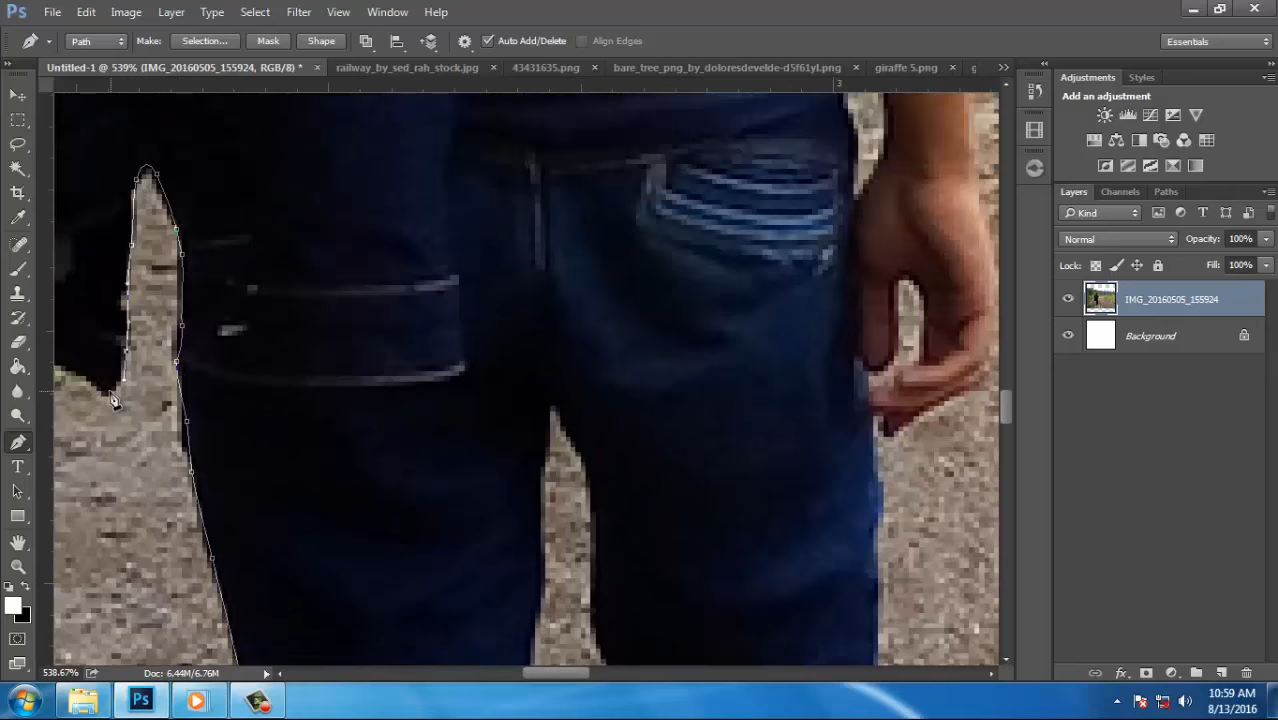 Ps File Edit Image Layer Type Select Filter View Window Help
Path Make: Selection... Mask Shape Auto Add/Delete Align Edges Essentials
Untitled-1 @ 539% (IMG_20160505_155924, RGB/8) * × railway_by_sed_rah_stock.jpg × 43431635.png × bare_tree_png_by_doloresdevelde-d5f61yl.png × giraffe 5.png × g
3
Adjustments Styles
Add an adjustment
Layers Channels Paths
Kind
Normal Opacity: 100%
Lock: Fill: 100%
IMG_20160505_155924
Background
T
538.67% Doc: 6.44M/6.76M
Ps 10:59 AM
8/13/2016